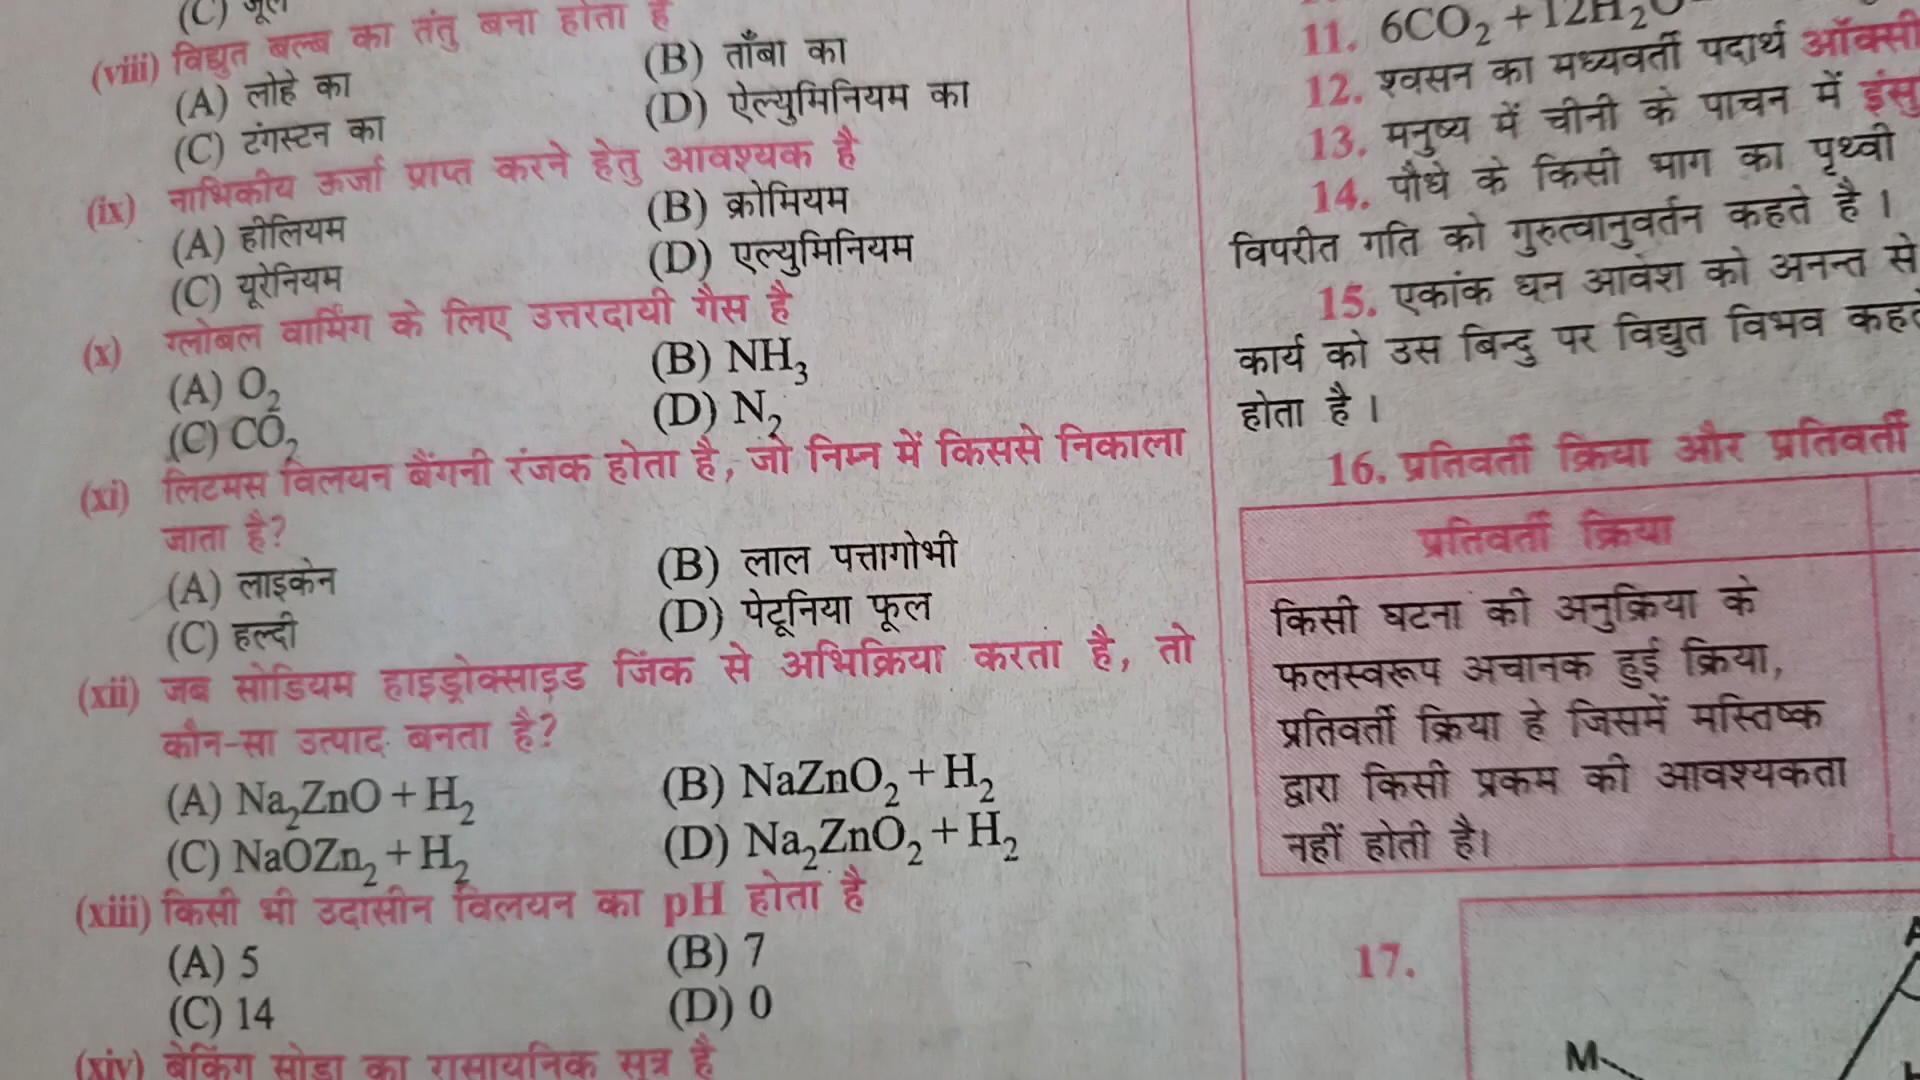 (C) जूल
(viii) विद्युत बल्ब का तंतु बना होता है
(A) लोहे का (B) ताँबा का
(C) टंगस्टन का (D) ऐल्युमिनियम का
(ix) नाभिकीय ऊर्जा प्राप्त करने हेतु आवश्यक है
(A) हीलियम (B) क्रोमियम
(C) यूरेनियम (D) एल्युमिनियम
(x) ग्लोबल वार्मिंग के लिए उत्तरदायी गैस है
(A) O₂ (B) NH₃
(C) CO₂ (D) N₂
(xi) लिटमस विलयन बैंगनी रंजक होता है, जो निम्न में किससे निकाला
जाता है?
(A) लाइकेन (B) लाल पत्तागोभी
(C) हल्दी (D) पेटूनिया फूल
(xii) जब सोडियम हाइड्रोक्साइड जिंक से अभिक्रिया करता है, तो
कौन-सा उत्पाद बनता है?
(A) Na₂ZnO + H₂ (B) NaZnO₂ + H₂
(C) NaOZn₂ + H₂ (D) Na₂ZnO₂ + H₂
(xiii) किसी भी उदासीन विलयन का pH होता है
(A) 5 (B) 7
(C) 14 (D) 0
(xiv) बेकिंग सोडा का रासायनिक सूत्र है
11. 6CO₂ + 12H₂O
12. श्वसन का मध्यवर्ती पदार्थ ऑक्सी
13. मनुष्य में चीनी के पाचन में इंसु
14. पौधे के किसी भाग का पृथ्वी
विपरीत गति को गुरुत्वानुवर्तन कहते है ।
15. एकांक धन आवेश को अनन्त से
कार्य को उस बिन्दु पर विद्युत विभव कहते
होता है ।
16. प्रतिवर्ती क्रिया और प्रतिवर्ती
प्रतिवर्ती क्रिया
किसी घटना की अनुक्रिया के
फलस्वरूप अचानक हुई क्रिया,
प्रतिवर्ती क्रिया हे जिसमें मस्तिष्क
द्वारा किसी प्रकम की आवश्यकता
नहीं होती है।
17.
A
M